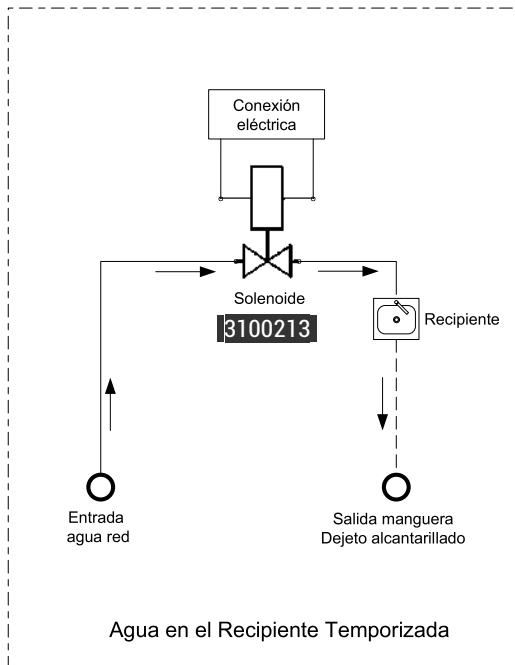 Conexión
eléctrica
Solenoide
3100213
Recipiente
Entrada
agua red
Salida manguera
Dejeto alcantarillado
Agua en el Recipiente Temporizada